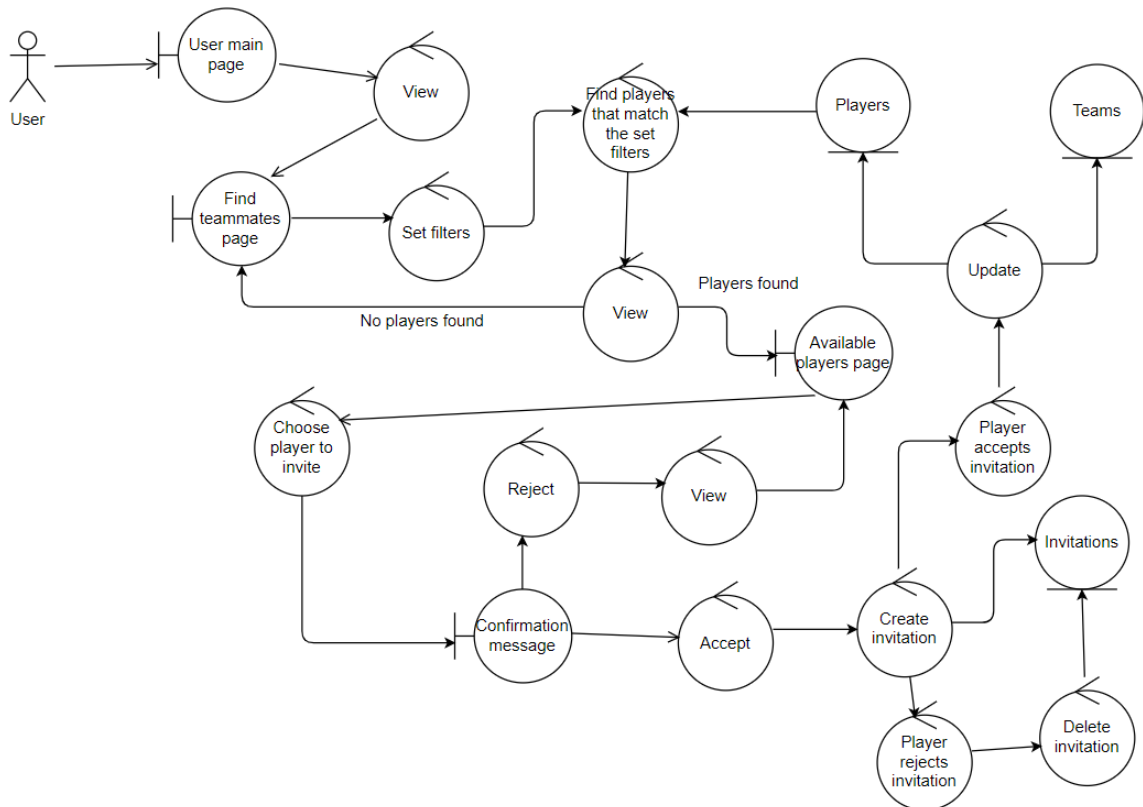 User
User main
page
View
Find players
that match
the set
filters
Players
Teams
Find
teammates
page
Set filters
Update
No players found
View
Players found
Available
players page
Choose
player to
invite
Reject
View
Player
accepts
invitation
Invitations
Confirmation
message
Accept
Create
invitation
Player
rejects
invitation
Delete
invitation